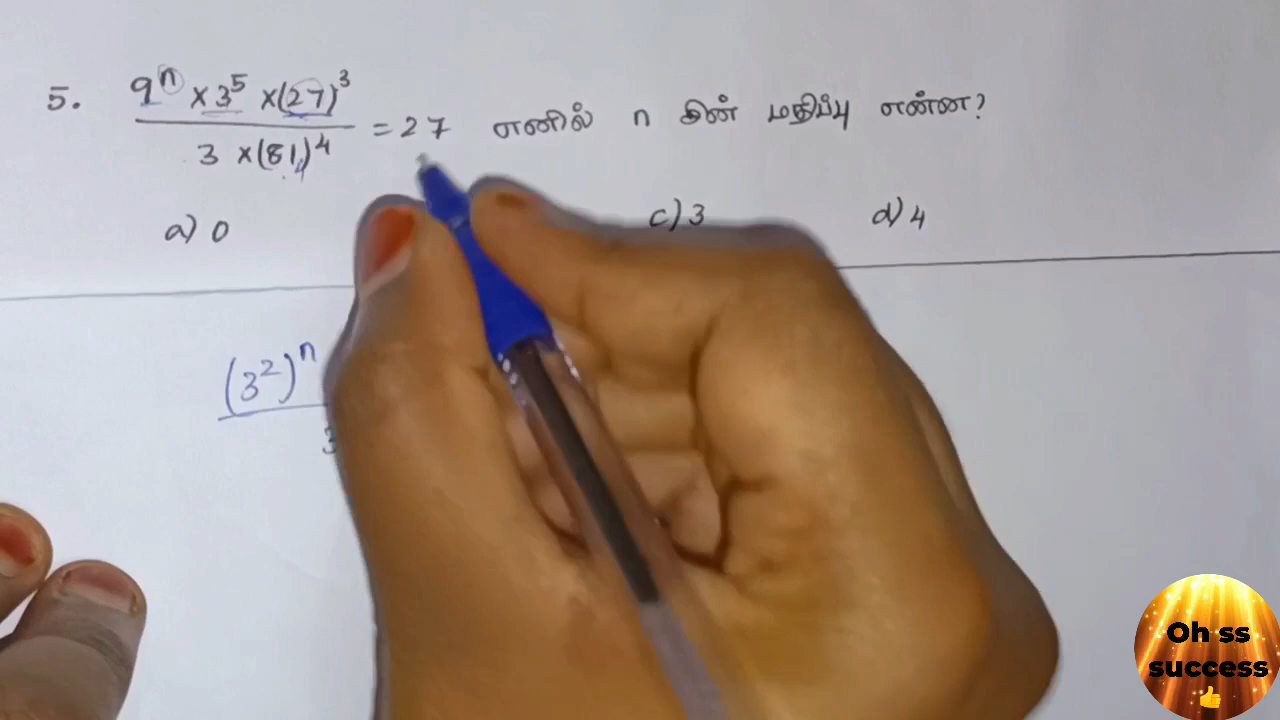 5. 9ⁿ × 3⁵ × (27)³
3 × (81)⁴
= 27 எனில் n இன் மதிப்பு என்ன?
a) 0 c) 3 d) 4
(3²)ⁿ
3
Oh ss
success